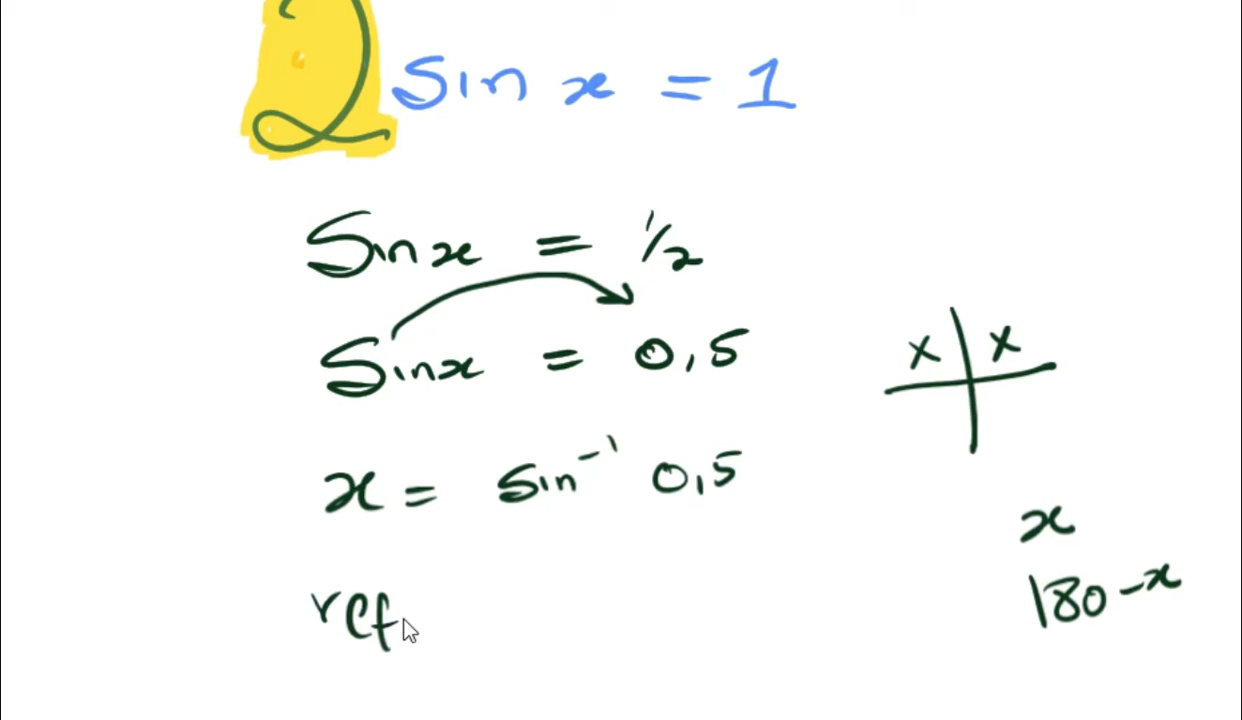 2 sin x = 1
Sin x = 1/2
Sin x = 0,5
x x
x = sin⁻¹ 0,5
x
180 - x
ref